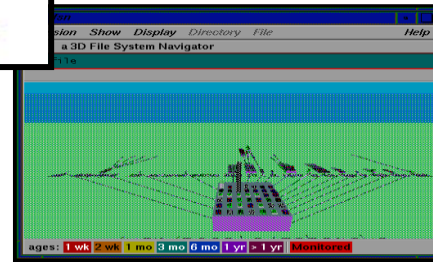 sion Show Display Directory File Help
a 3D File System Navigator
file
ages: 1 wk 2 wk 1 mo 3 mo 6 mo 1 yr > 1 yr Monitored